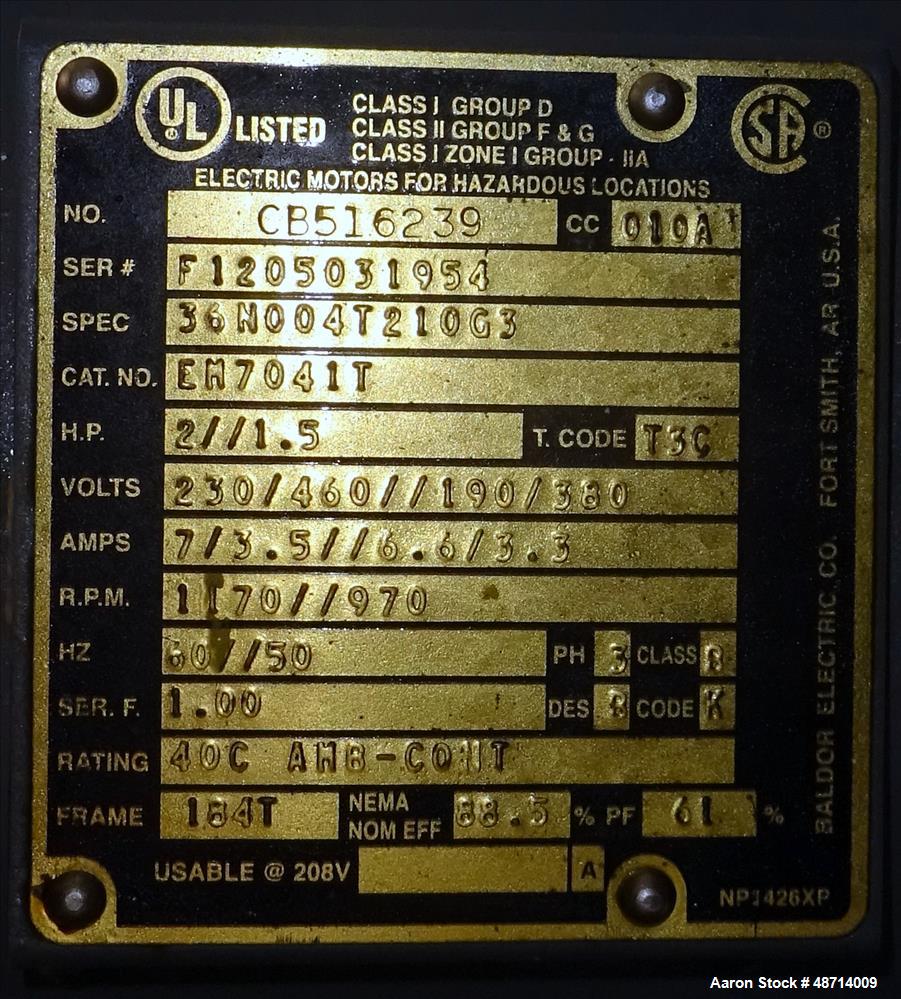 UL ® LISTED
CLASS I GROUP D
CLASS II GROUP F & G
CLASS I ZONE I GROUP - IIA
SA ®
ELECTRIC MOTORS FOR HAZARDOUS LOCATIONS
NO. CB516239 CC 010A
SER # F1205031954
SPEC 36N004T210G3
CAT. NO. EM7041T
H.P. 2//1.5 T. CODE T3C
VOLTS 230/460//190/380
AMPS 7/3.5//6.6/3.3
R.P.M. 1170//970
HZ 60//50 PH 3 CLASS B
SER. F. 1.00 DES B CODE K
RATING 40C AMB-CONT
FRAME 184T NEMA NOM EFF 88.5 % PF 61 %
USABLE @ 208V A
NP1426XP
BALDOR ELECTRIC CO. FORT SMITH, AR U.S.A.
Aaron Stock # 48714009